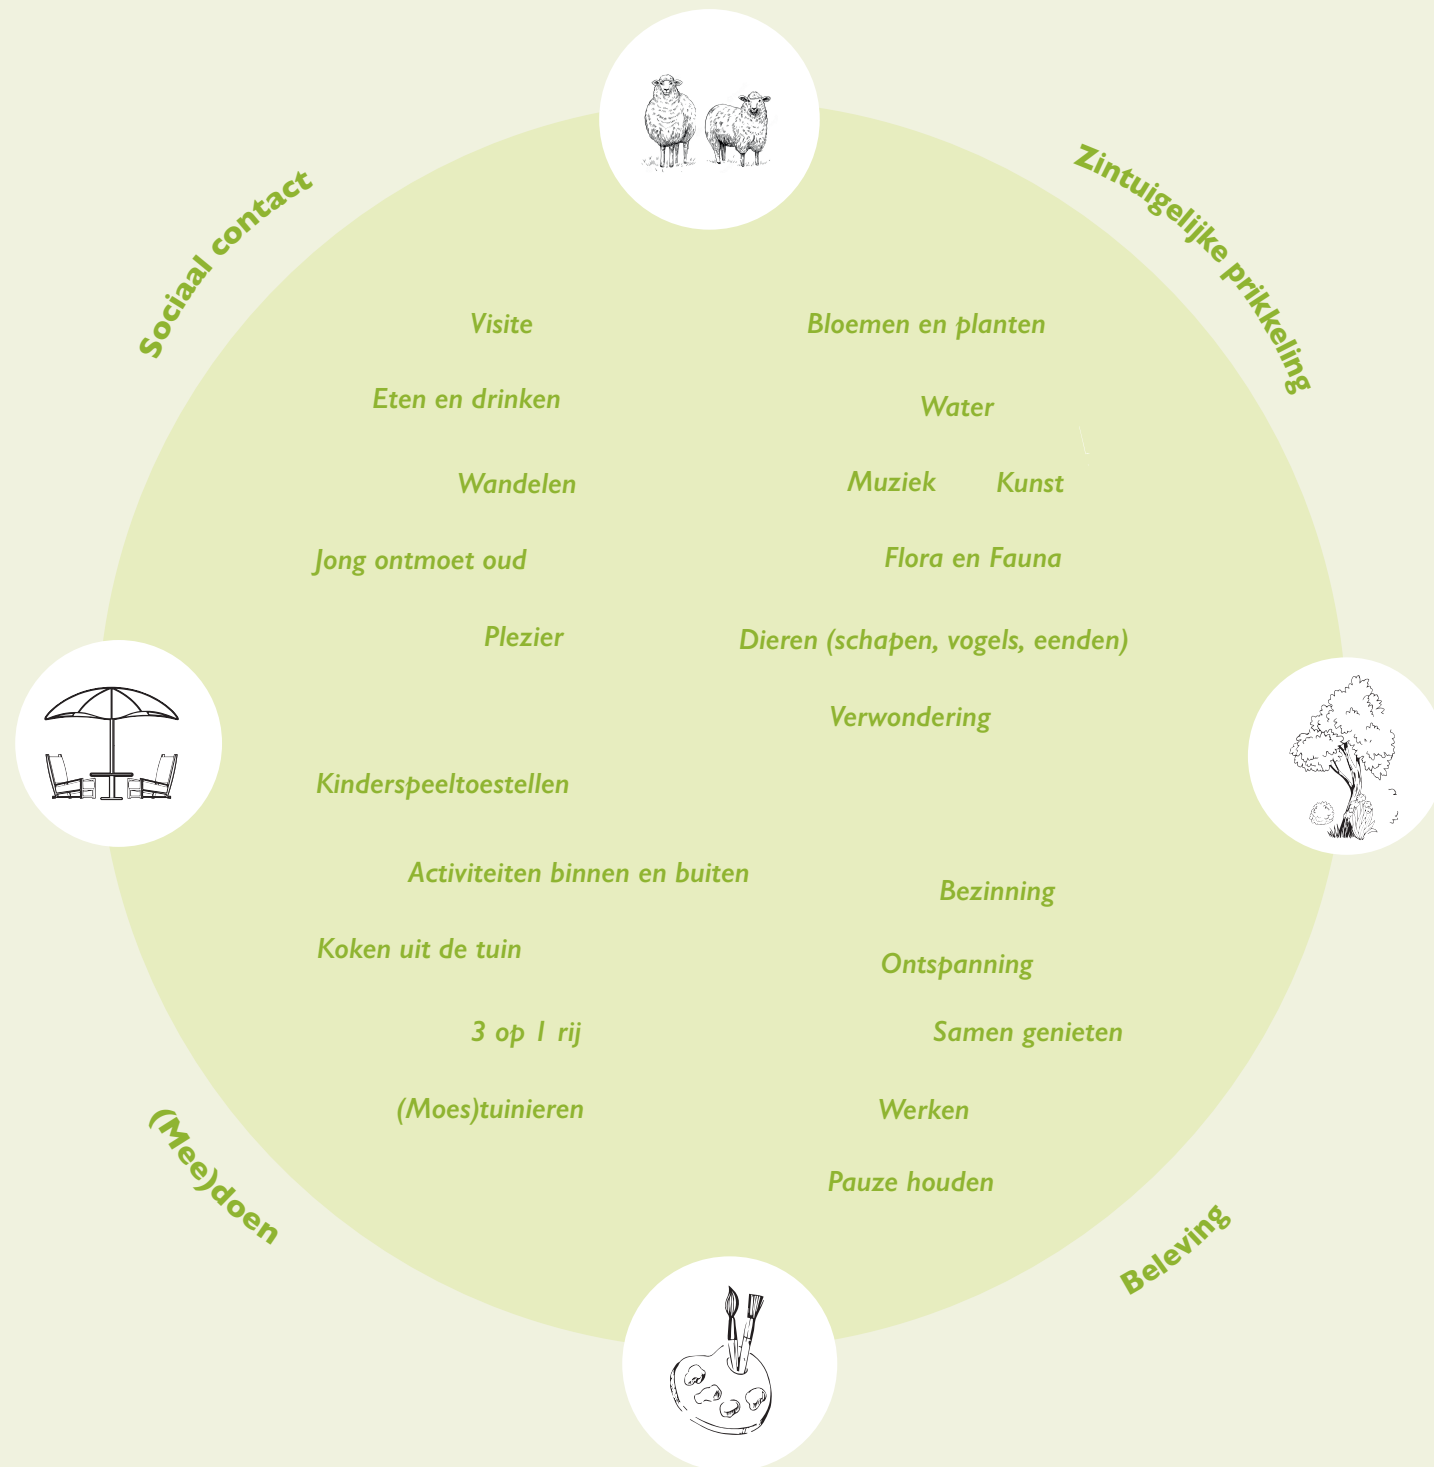 Sociaal contact
Visite
Eten en drinken
Wandelen
Jong ontmoet oud
Plezier
Zintuigelijke prikkeling
Bloemen en planten
Water
Muziek Kunst
Flora en Fauna
Dieren (schapen, vogels, eenden)
Verwondering
(Mee)doen
Kinderspeeltoestellen
Activiteiten binnen en buiten
Koken uit de tuin
3 op 1 rij
(Moes)tuinieren
Beleving
Bezinning
Ontspanning
Samen genieten
Werken
Pauze houden